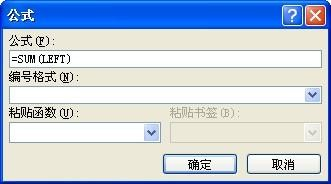 公式
公式(F):
=SUM(LEFT)
编号格式(N):
粘贴函数(U): 粘贴书签(B):
确定 取消